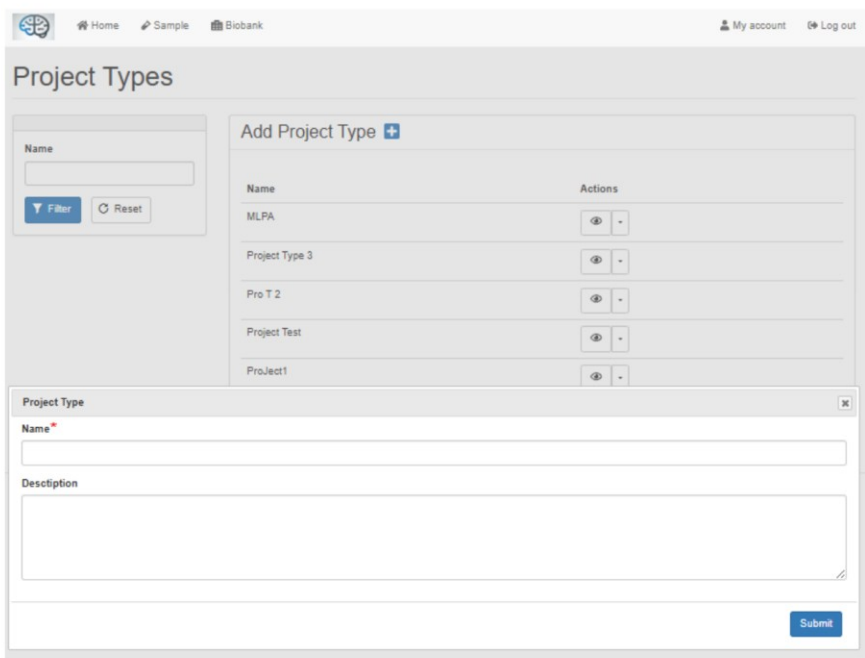 Home Sample Biobank My account Log out
Project Types
Name
Filter Reset
Add Project Type
Name Actions
MLPA
Project Type 3
Pro T 2
Project Test
ProJect1
Project Type
Name*
Desctiption
Submit